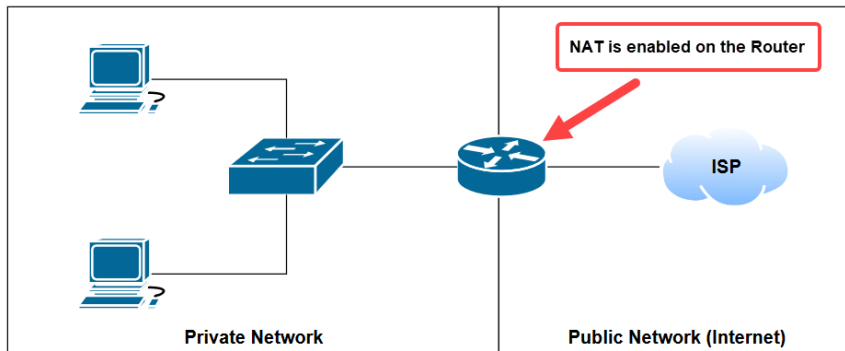 NAT is enabled on the Router
ISP
Private Network
Public Network (Internet)